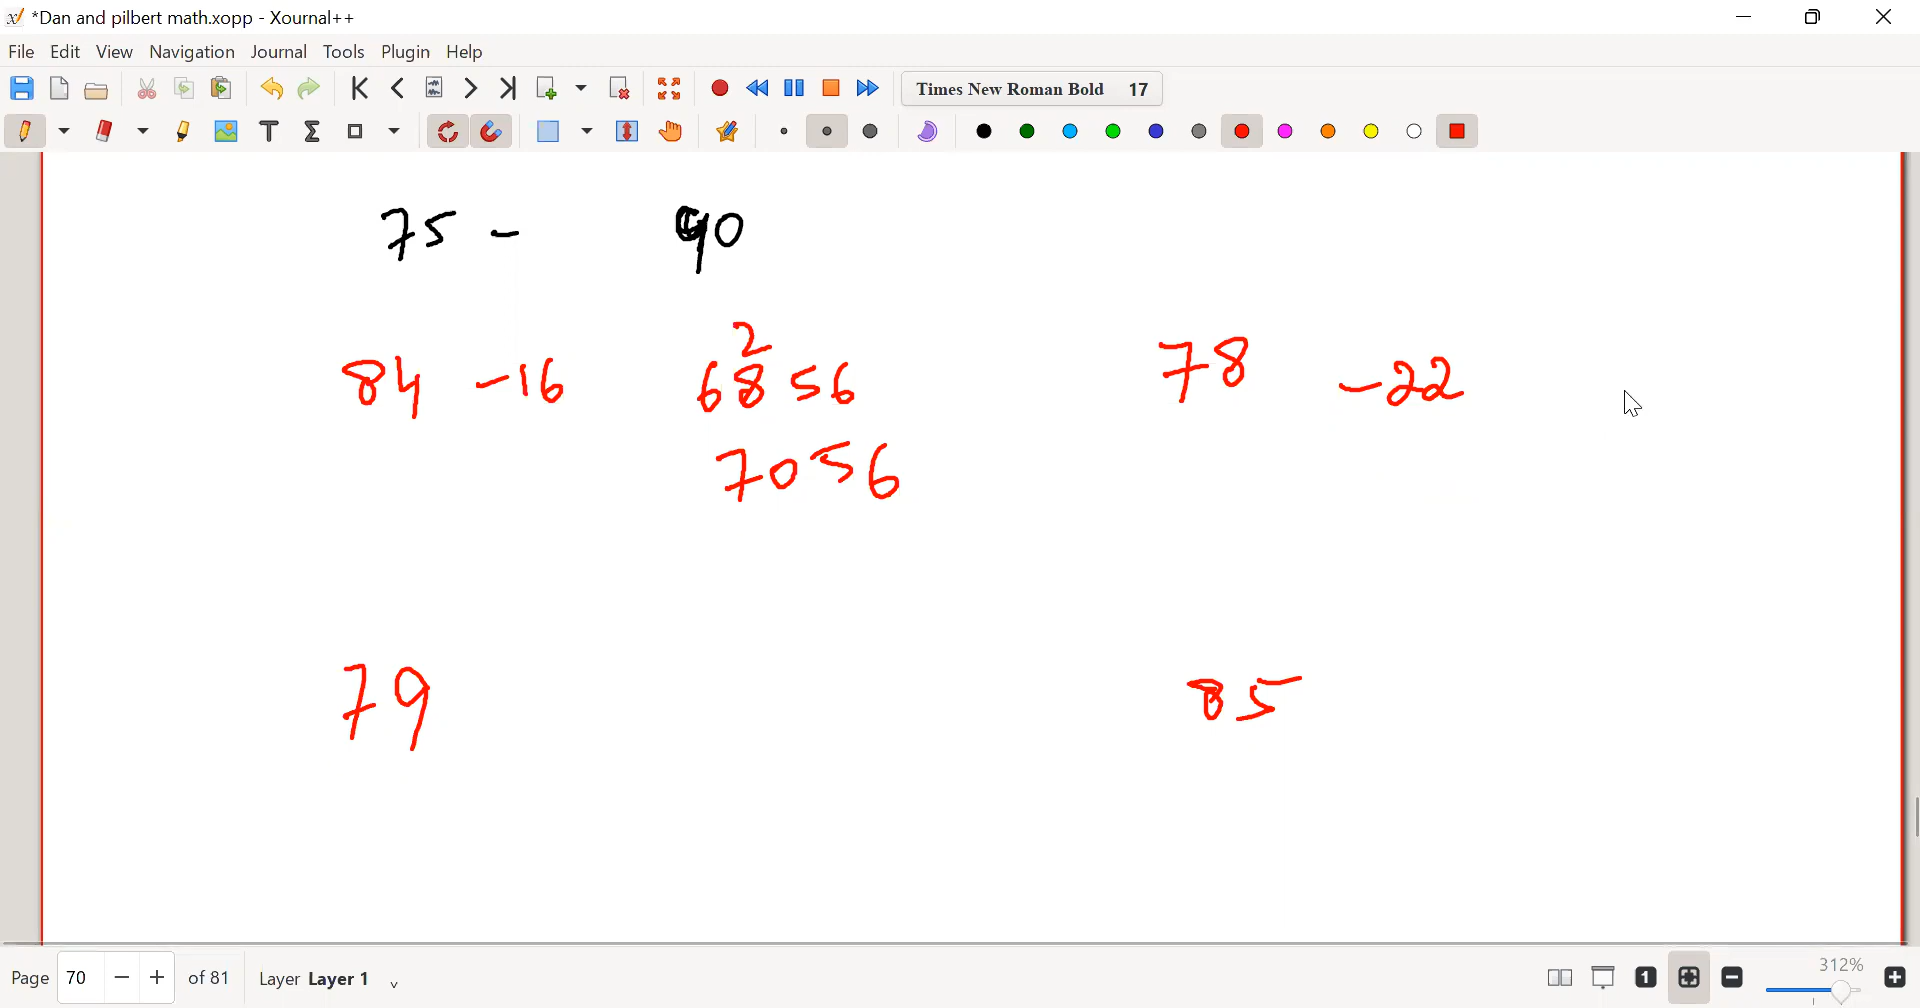 *Dan and pilbert math.xopp - Xournal++
File Edit View Navigation Journal Tools Plugin Help
Times New Roman Bold 17
75 - 90
84 -16 6856 78 -22
2
7056
79 85
Page 70 of 81 Layer Layer 1 312%
1